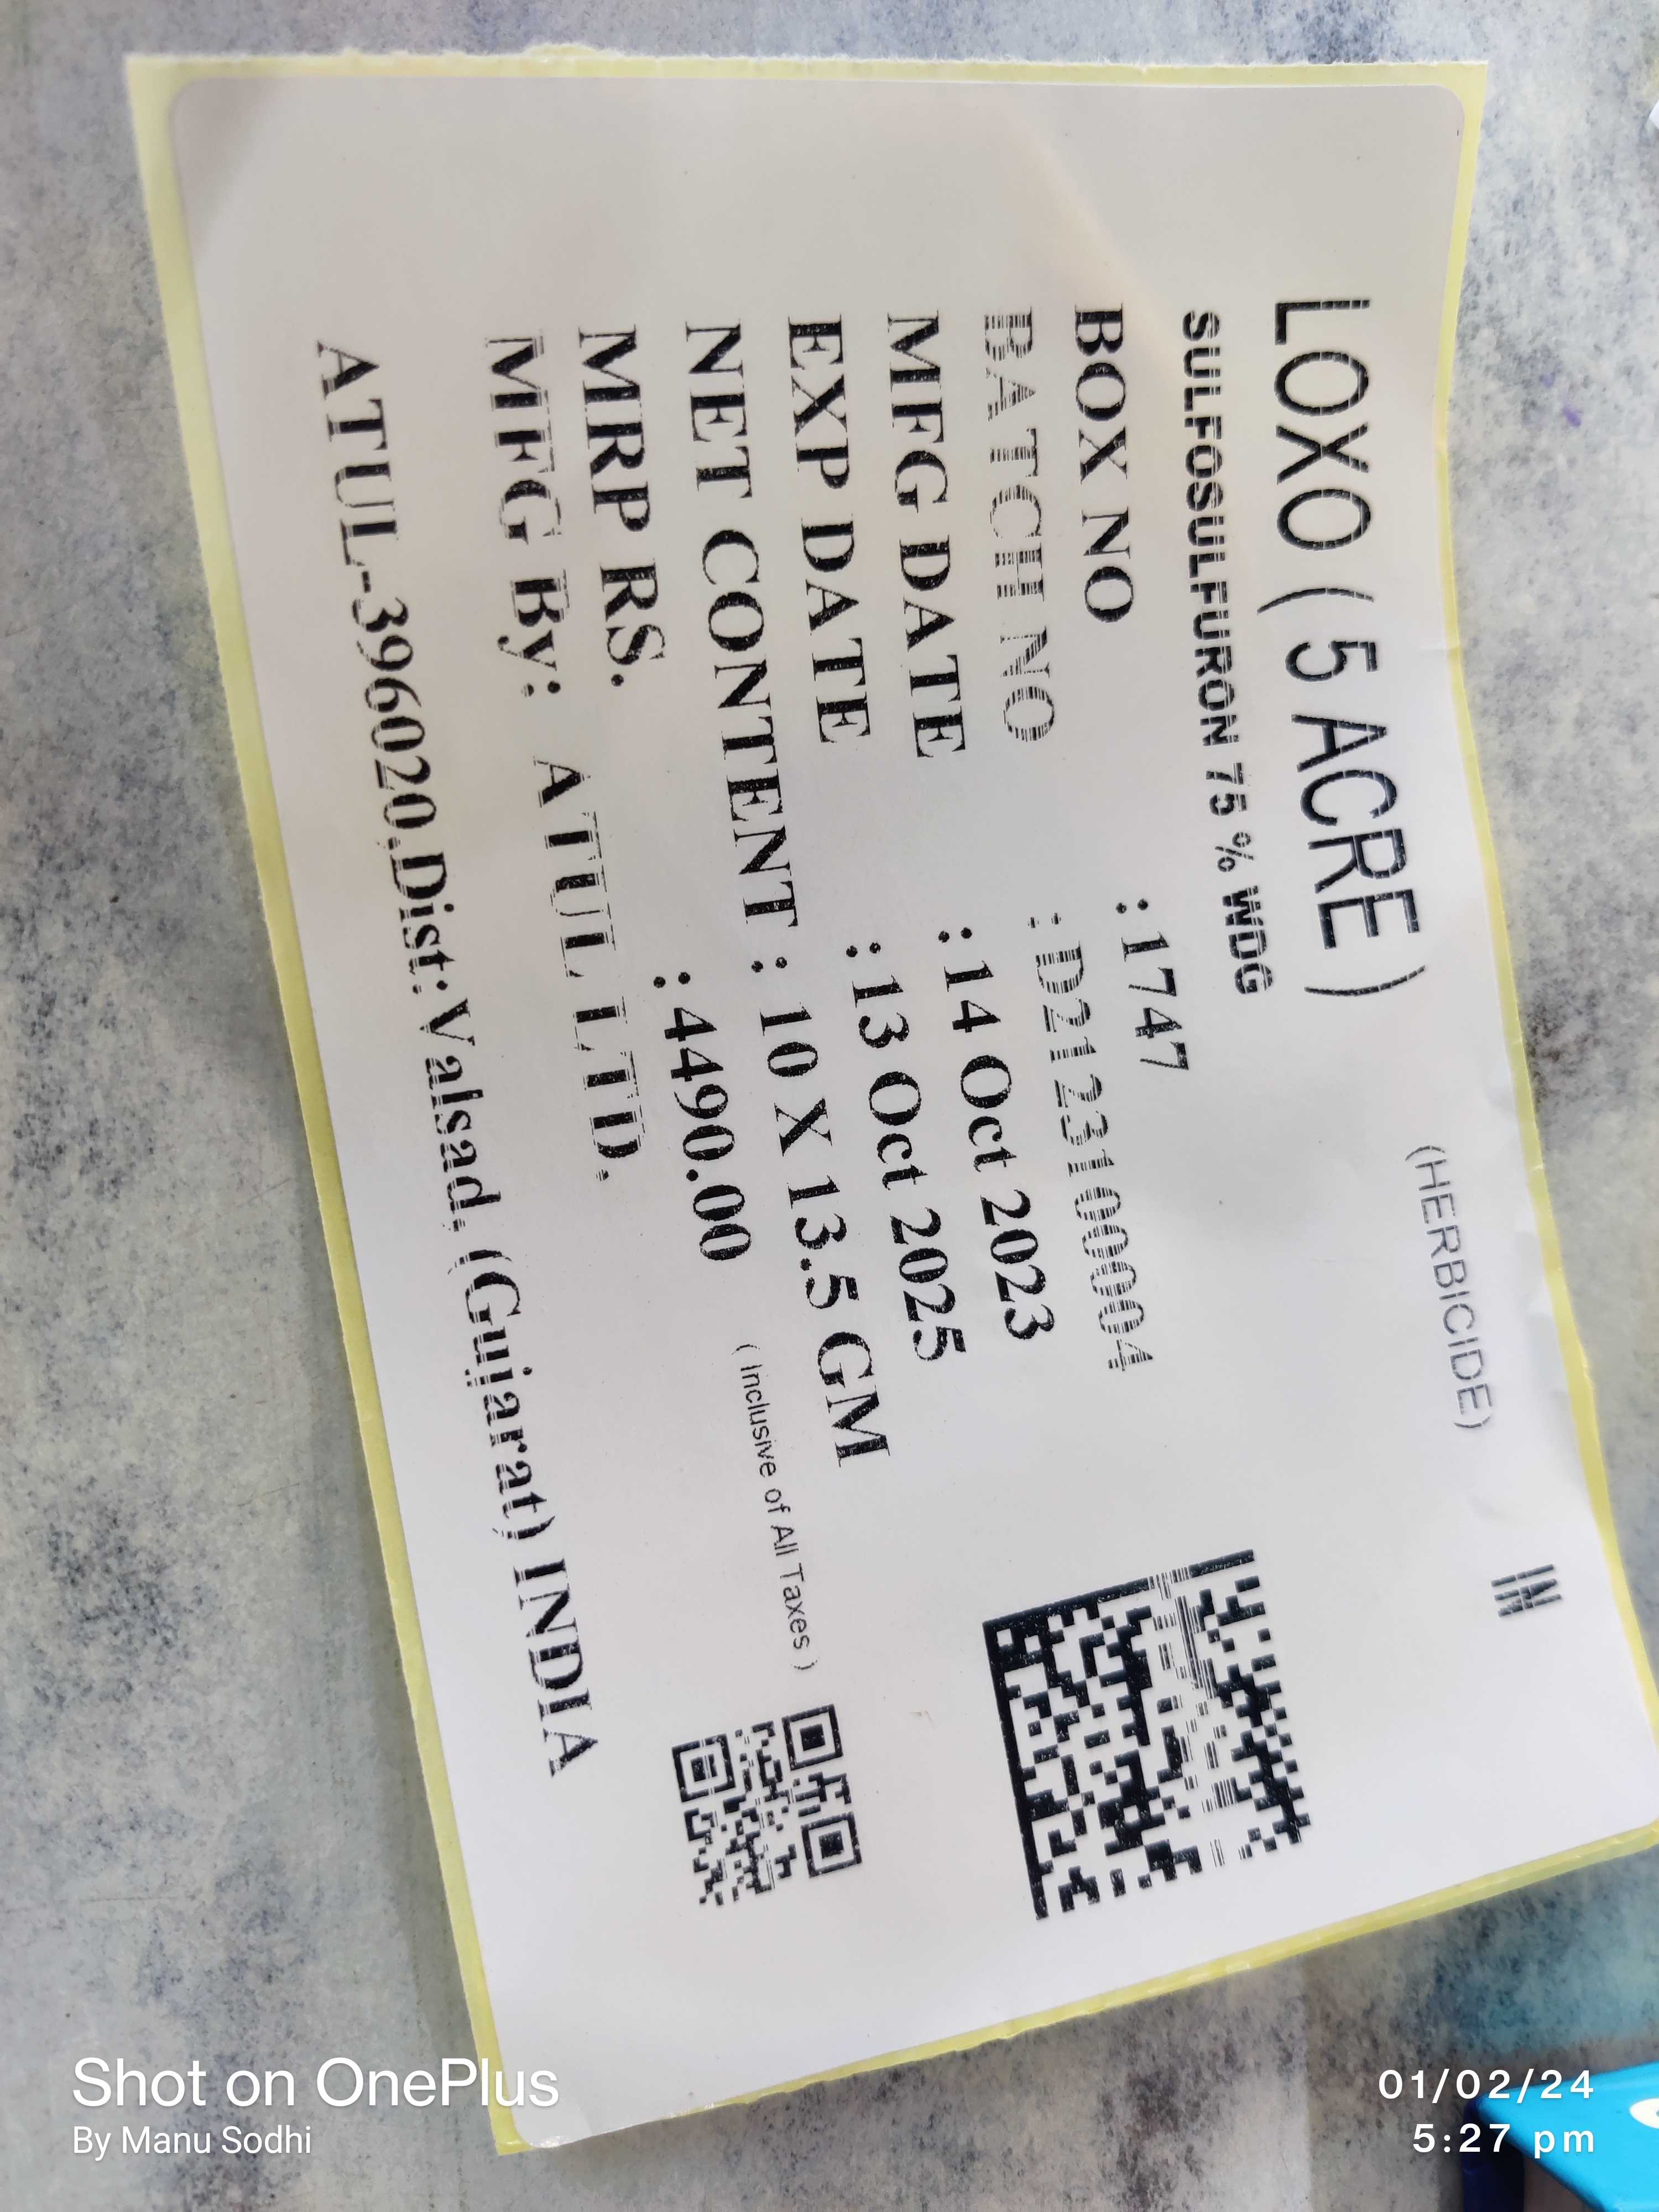 LOXO ( 5 ACRE )
(HERBICIDE)
IN
SULFOSULFURON 75 % WDG
BOX NO :1747
BATCH NO :D212310004
MFG DATE :14 Oct 2023
EXP DATE :13 Oct 2025
NET CONTENT : 10 X 13.5 GM
MRP RS. :4490.00 ( Inclusive of All Taxes )
MFG By: ATUL LTD.
ATUL-396020.Dist:Valsad. (Gujarat) INDIA
Shot on OnePlus
By Manu Sodhi
01/02/24
5:27 pm